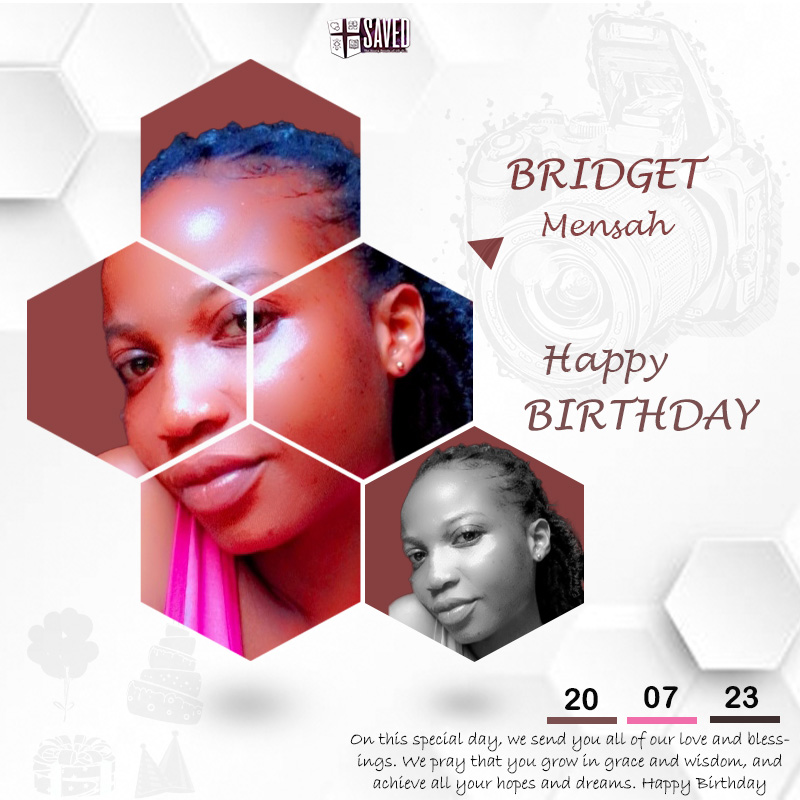 SAVED
BRIDGET
Mensah
Happy
BIRTHDAY
20 07 23
On this special day, we send you all of our love and bless-
ings. We pray that you grow in grace and wisdom, and
achieve all your hopes and dreams. Happy Birthday